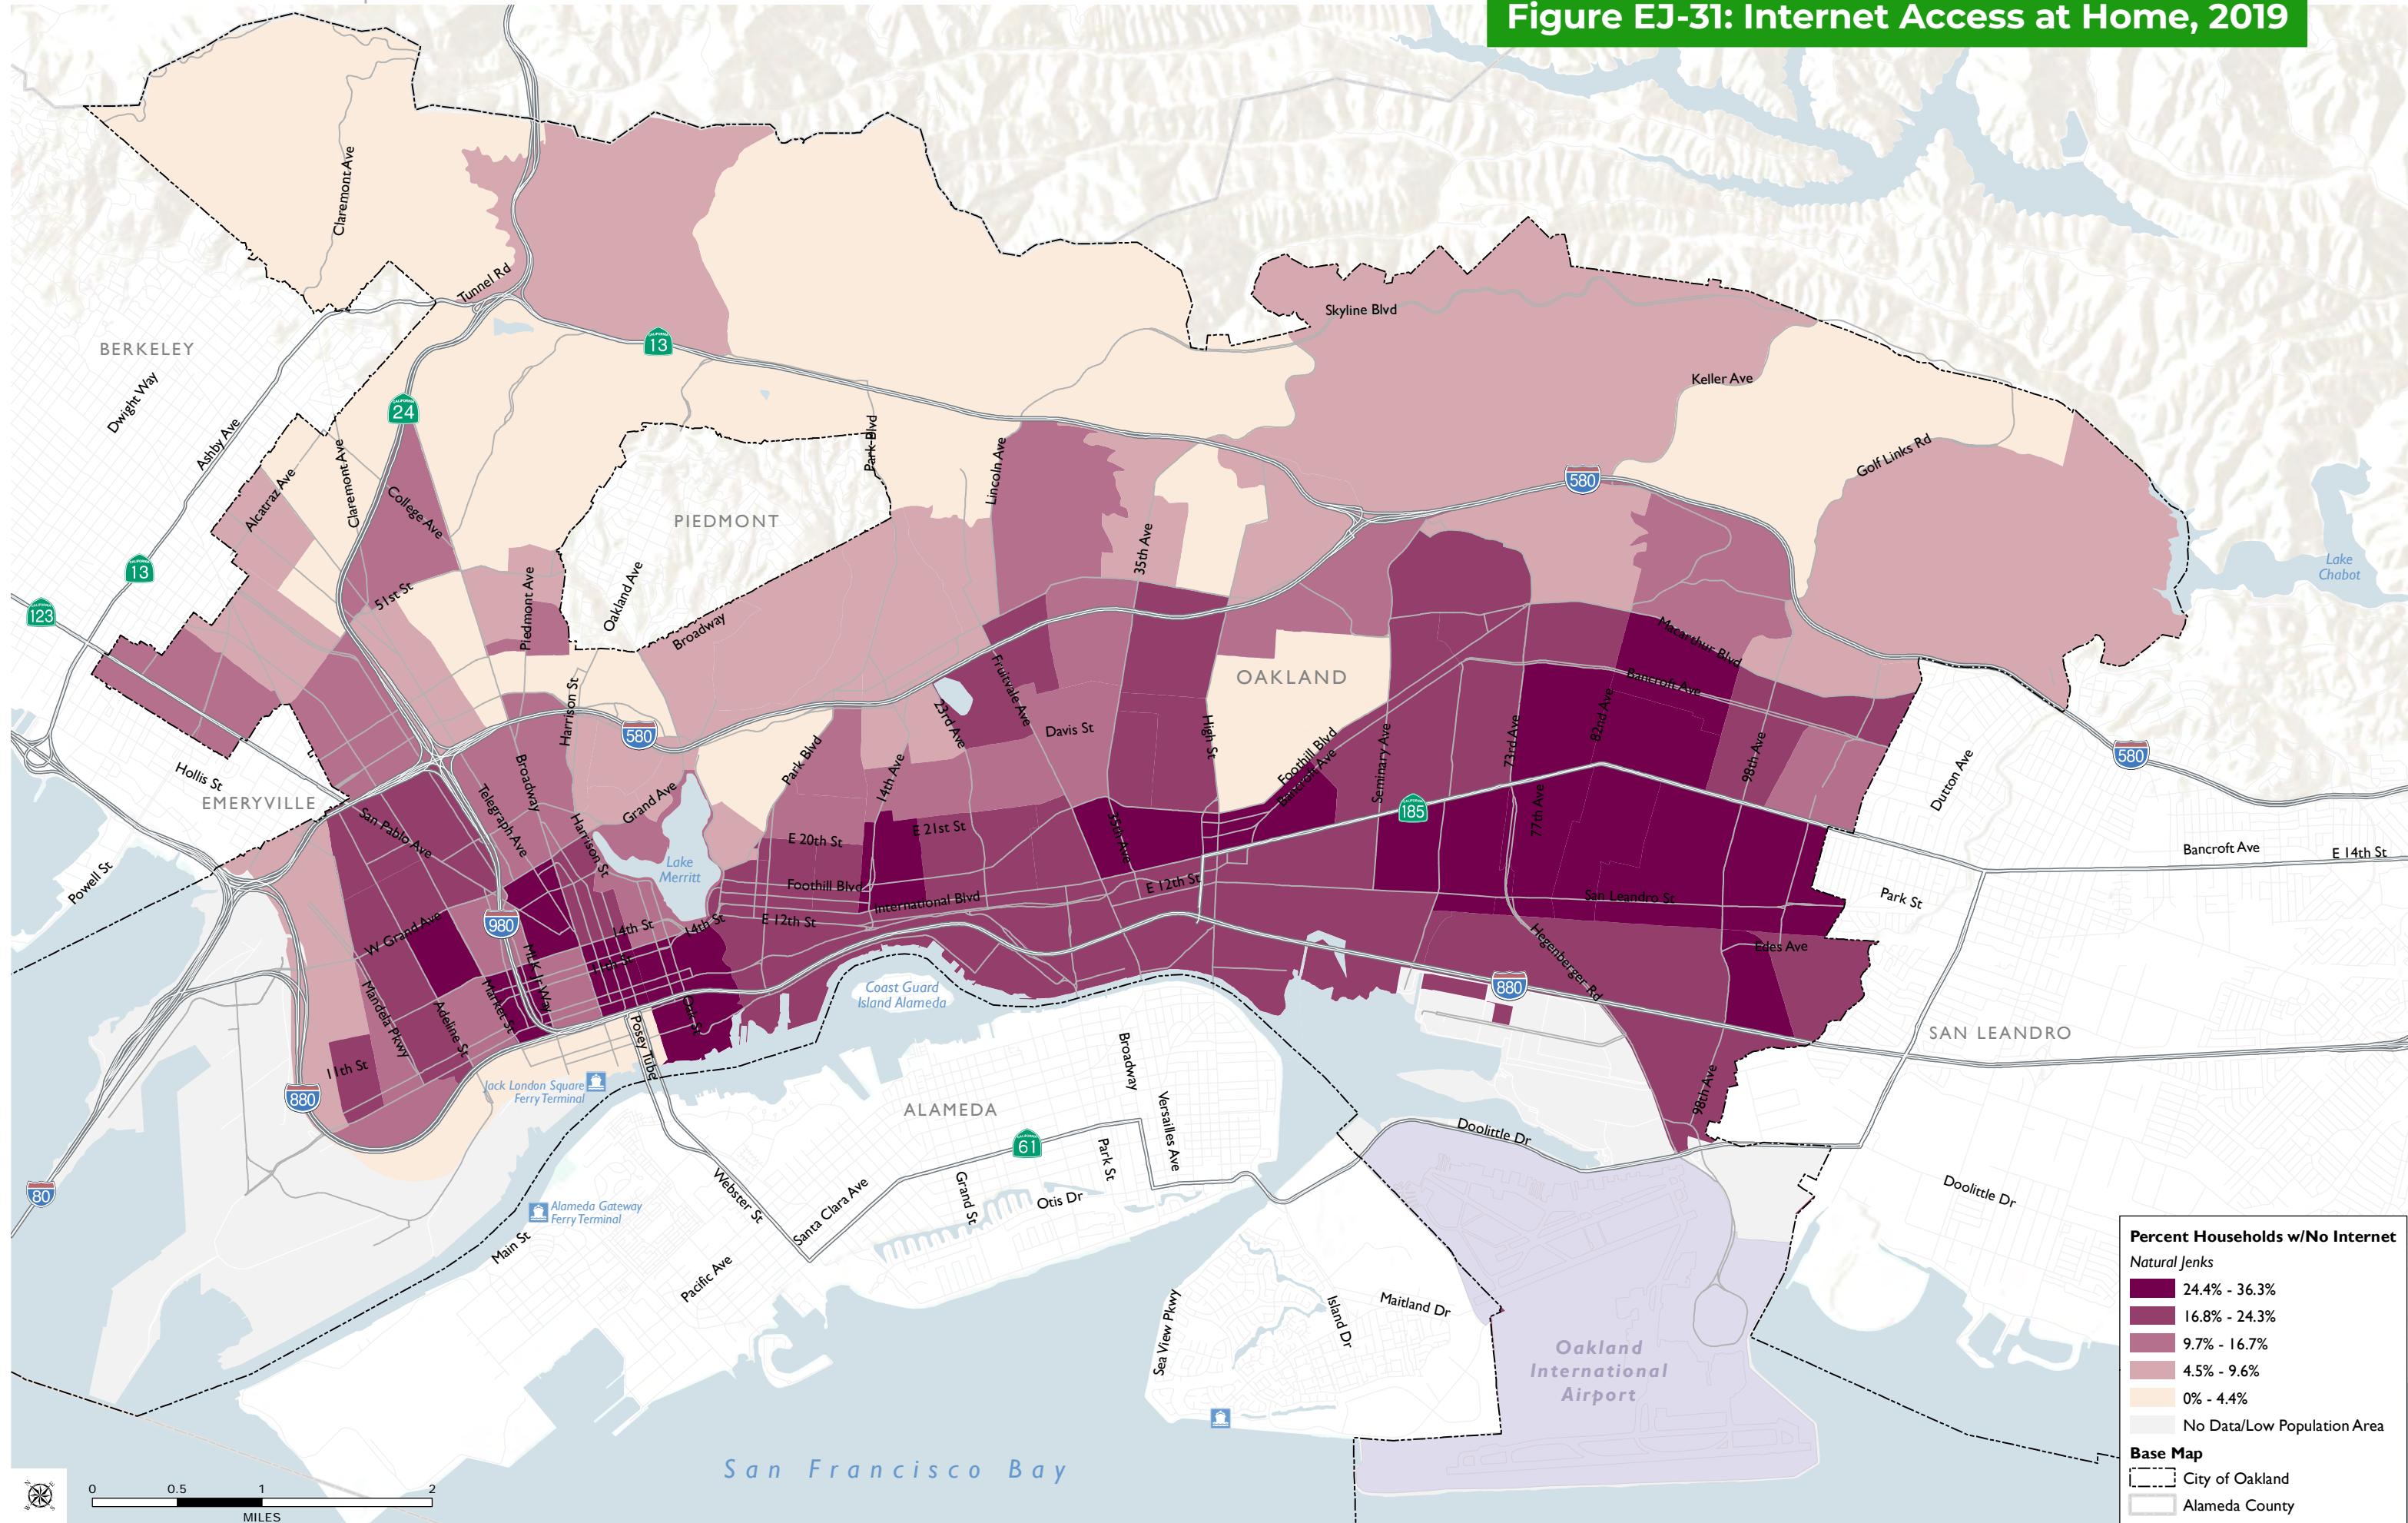 Figure EJ-31: Internet Access at Home, 2019
Claremont Ave
Tunnel Rd
13
Skyline Blvd
BERKELEY
Dwight Way
Ashby Ave
24
Keller Ave
Alcatraz Ave
Claremont Ave
College Ave
Park Blvd
Lincoln Ave
Golf Links Rd
580
PIEDMONT
35th Ave
13
123
51st St
Piedmont Ave
Oakland Ave
Broadway
Lake
Chabot
Macarthur Blvd
OAKLAND
Bancroft Ave
Fruitvale Ave
23rd Ave
Davis St
High St
Harrison St
580
Park Blvd
14th Ave
Foothill Blvd
Bancroft Ave
Seminary Ave
73rd Ave
82nd Ave
98th Ave
580
Dutton Ave
Hollis St
EMERYVILLE
San Pablo Ave
Telegraph Ave
Broadway
Grand Ave
Harrison St
185
77th Ave
Powell St
Lake
Merritt
E 20th St
E 21st St
35th Ave
Bancroft Ave
E 14th St
Foothill Blvd
International Blvd
E 12th St
E 12th St
San Leandro St
Park St
W Grand Ave
980
14th St
14th St
11th St
MLK Jr Way
Market St
Mandela Pkwy
Adeline St
Oak St
Edes Ave
Hegenberger Rd
880
Coast Guard
Island Alameda
SAN LEANDRO
Posey Tube
11th St
880
Jack London Square
Ferry Terminal
ALAMEDA
Broadway
Versailles Ave
98th Ave
61
Park St
Doolittle Dr
80
Alameda Gateway
Ferry Terminal
Main St
Webster St
Santa Clara Ave
Grand St
Otis Dr
Doolittle Dr
Pacific Ave
Sea View Pkwy
Island Dr
Maitland Dr
Oakland
International
Airport
San Francisco Bay
0 0.5 1 2
MILES
Percent Households w/No Internet
Natural Jenks
24.4% - 36.3%
16.8% - 24.3%
9.7% - 16.7%
4.5% - 9.6%
0% - 4.4%
No Data/Low Population Area
Base Map
City of Oakland
Alameda County